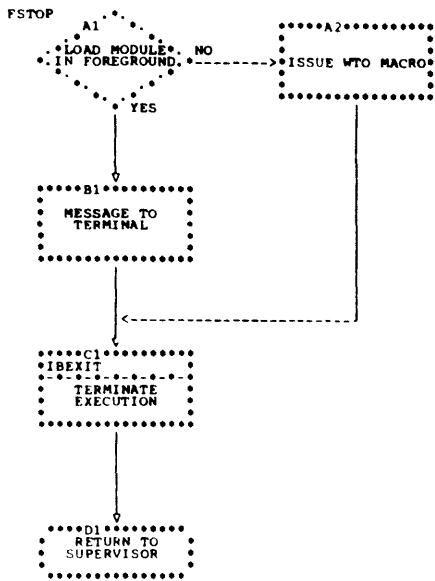 FSTOP
A1
LOAD MODULE
IN FOREGROUND
NO
A2
ISSUE WTO MACRO
YES
B1
MESSAGE TO
TERMINAL
C1
IBEXIT
TERMINATE
EXECUTION
D1
RETURN TO
SUPERVISOR